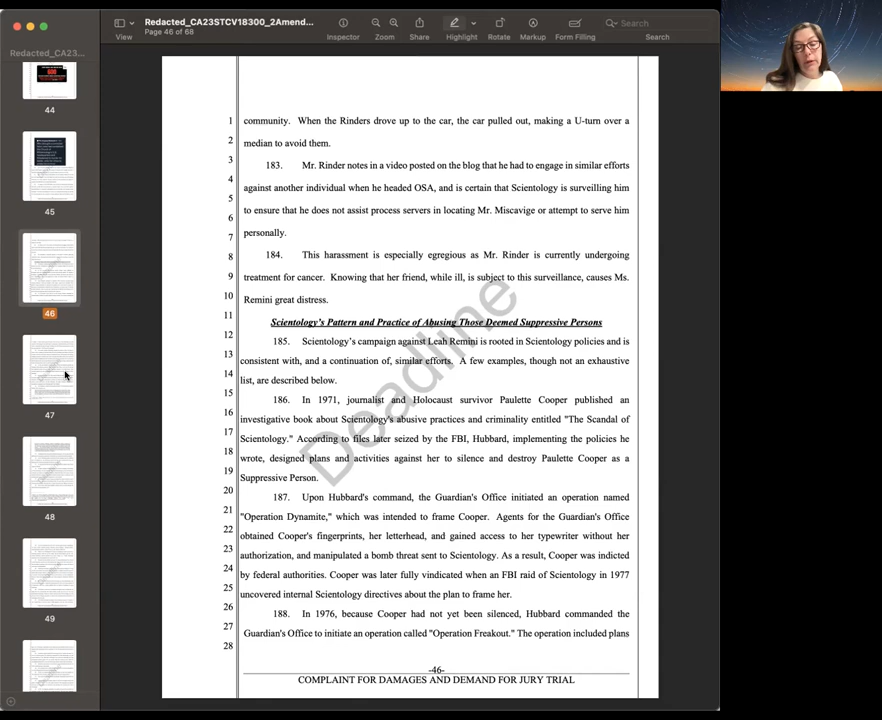 Redacted_CA23STCV18300_2Amend...
Page 46 of 68
View
Inspector
Zoom
Share
Highlight
Rotate
Markup
Form Filling
Search
Search
Redacted_CA23...
44
45
46
47
48
49
1 community. When the Rinders drove up to the car, the car pulled out, making a U-turn over a
2 median to avoid them.
3 183. Mr. Rinder notes in a video posted on the blog that he had to engage in similar efforts
4 against another individual when he headed OSA, and is certain that Scientology is surveilling him
5
6 to ensure that he does not assist process servers in locating Mr. Miscavige or attempt to serve him
7 personally.
8 184. This harassment is especially egregious as Mr. Rinder is currently undergoing
9 treatment for cancer. Knowing that her friend, while ill, is subject to this surveillance, causes Ms.
10 Remini great distress.
11 Scientology's Pattern and Practice of Abusing Those Deemed Suppressive Persons
12 185. Scientology's campaign against Leah Remini is rooted in Scientology policies and is
13 consistent with, and a continuation of, similar efforts. A few examples, though not an exhaustive
14 list, are described below.
15 186. In 1971, journalist and Holocaust survivor Paulette Cooper published an
16 investigative book about Scientology's abusive practices and criminality entitled "The Scandal of
17 Scientology." According to files later seized by the FBI, Hubbard, implementing the policies he
18 wrote, designed plans and activities against her to silence and destroy Paulette Cooper as a
19 Suppressive Person.
20 187. Upon Hubbard's command, the Guardian's Office initiated an operation named
21 "Operation Dynamite," which was intended to frame Cooper. Agents for the Guardian's Office
22 obtained Cooper's fingerprints, her letterhead, and gained access to her typewriter without her
23 authorization, and manipulated a bomb threat sent to Scientology. As a result, Cooper was indicted
24 by federal authorities. Cooper was later fully vindicated when an FBI raid of Scientology in 1977
25 uncovered internal Scientology directives about the plan to frame her.
26 188. In 1976, because Cooper had not yet been silenced, Hubbard commanded the
27 Guardian's Office to initiate an operation called "Operation Freakout." The operation included plans
28
Deadline
-46-
COMPLAINT FOR DAMAGES AND DEMAND FOR JURY TRIAL